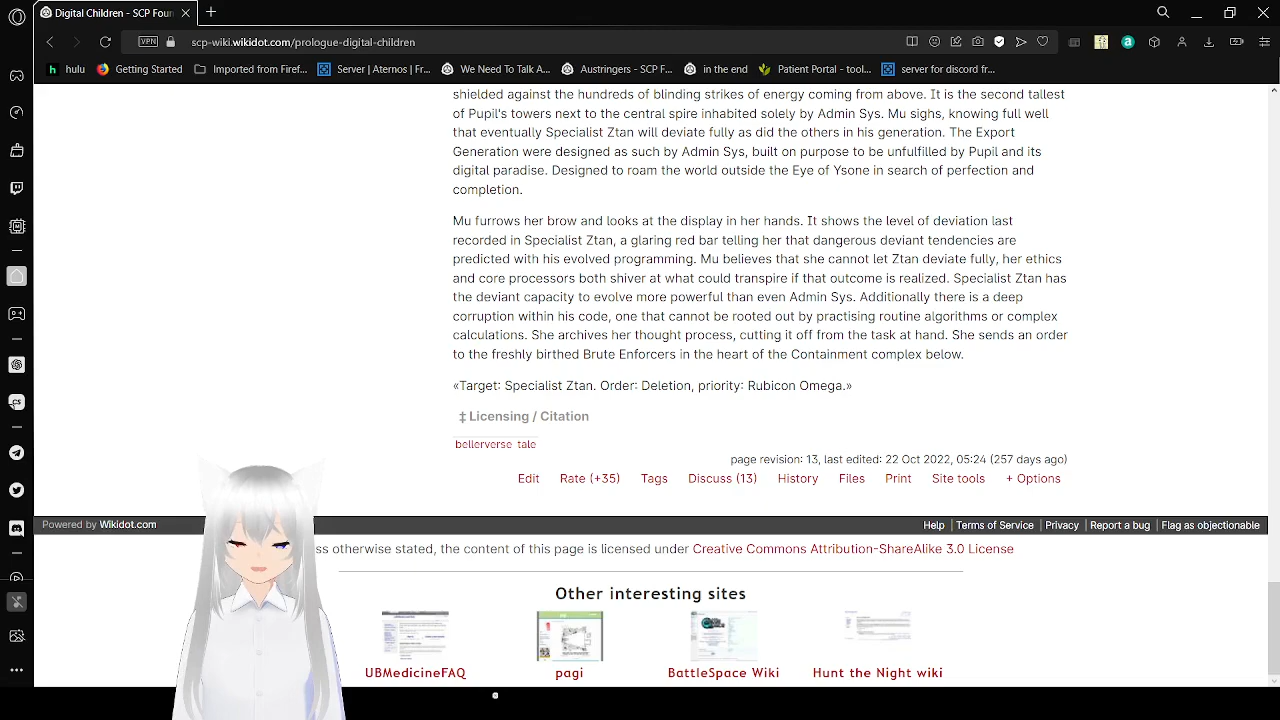 Digital Children - SCP Foun
scp-wiki.wikidot.com/prologue-digital-children
VPN
hulu
Getting Started
Imported from Firef...
Server | Aternos | Fr...
We Need To Talk A...
Austringers - SCP F...
in the end
Patient Portal - tool...
server for discord fr...
shielded against the hundreds of blinding strikes of energy coming from above. It is the second tallest
of Pupil's towers next to the central spire inhabited solely by Admin Sys. Mu sighs, knowing full well
that eventually Specialist Ztan will deviate fully as did the others in his generation. The Export
Generation were designed as such by Admin Sys, built on purpose to be unfulfilled by Pupil and its
digital paradise. Designed to roam the world outside the Eye of Ysone in search of perfection and
completion.
Mu furrows her brow and looks at the display in her hands. It shows the level of deviation last
recorded in Specialist Ztan, a glaring red bar telling her that dangerous deviant tendencies are
predicted with his evolved programming. Mu believes that she cannot let Ztan deviate fully, her ethics
and core processors both shiver at what could transpire if that outcome is realized. Specialist Ztan has
the deviant capacity to evolve more powerful than even Admin Sys. Additionally there is a deep
corruption within his code, one that cannot be rooted out by practising routine algorithms or complex
calculations. She archives her thought process, cutting it off from the task at hand. She sends an order
to the freshly birthed Brute Enforcers in the heart of the Containment complex below.
«Target: Specialist Ztan. Order: Deletion, priority: Rubicon Omega.»
‡ Licensing / Citation
bellerverse tale
page revision: 13, last edited: 22 Oct 2022, 05:24 (257 days ago)
Edit Rate (+35) Tags Discuss (13) History Files Print Site tools + Options
Powered by Wikidot.com
Help | Terms of Service | Privacy | Report a bug | Flag as objectionable
ss otherwise stated, the content of this page is licensed under Creative Commons Attribution-ShareAlike 3.0 License
Other interesting sites
UBMedicineFAQ
pagi
BattleSpace Wiki
Hunt the Night wiki